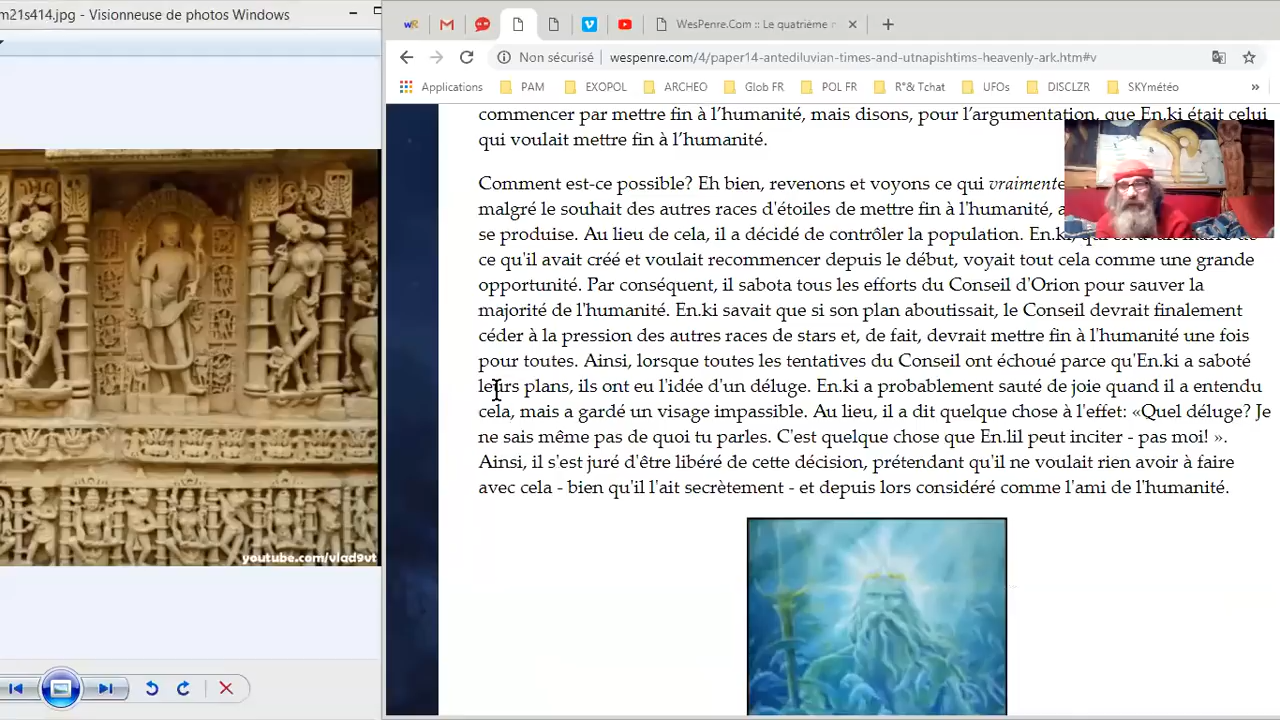 m21s414.jpg - Visionneuse de photos Windows
youtube.com/vlad9vt
WesPenre.Com :: Le quatrième r
Non sécurisé | wespenre.com/4/paper14-antediluvian-times-and-utnapishtims-heavenly-ark.htm#v
Applications PAM EXOPOL ARCHEO Glob FR POL FR R°& Tchat UFOs DISCLZR SKYmétéo »
commencer par mettre fin à l’humanité, mais disons, pour l’argumentation, que En.ki était celui
qui voulait mettre fin à l’humanité.
Comment est-ce possible? Eh bien, revenons et voyons ce qui vraimente
malgré le souhait des autres races d'étoiles de mettre fin à l'humanité, a
se produise. Au lieu de cela, il a décidé de contrôler la population. En.ki,
ce qu'il avait créé et voulait recommencer depuis le début, voyait tout cela comme une grande
opportunité. Par conséquent, il sabota tous les efforts du Conseil d'Orion pour sauver la
majorité de l'humanité. En.ki savait que si son plan aboutissait, le Conseil devrait finalement
céder à la pression des autres races de stars et, de fait, devrait mettre fin à l'humanité une fois
pour toutes. Ainsi, lorsque toutes les tentatives du Conseil ont échoué parce qu'En.ki a saboté
leurs plans, ils ont eu l'idée d'un déluge. En.ki a probablement sauté de joie quand il a entendu
cela, mais a gardé un visage impassible. Au lieu, il a dit quelque chose à l'effet: «Quel déluge? Je
ne sais même pas de quoi tu parles. C'est quelque chose que En.lil peut inciter - pas moi! ».
Ainsi, il s'est juré d'être libéré de cette décision, prétendant qu'il ne voulait rien avoir à faire
avec cela - bien qu'il l'ait secrètement - et depuis lors considéré comme l'ami de l'humanité.